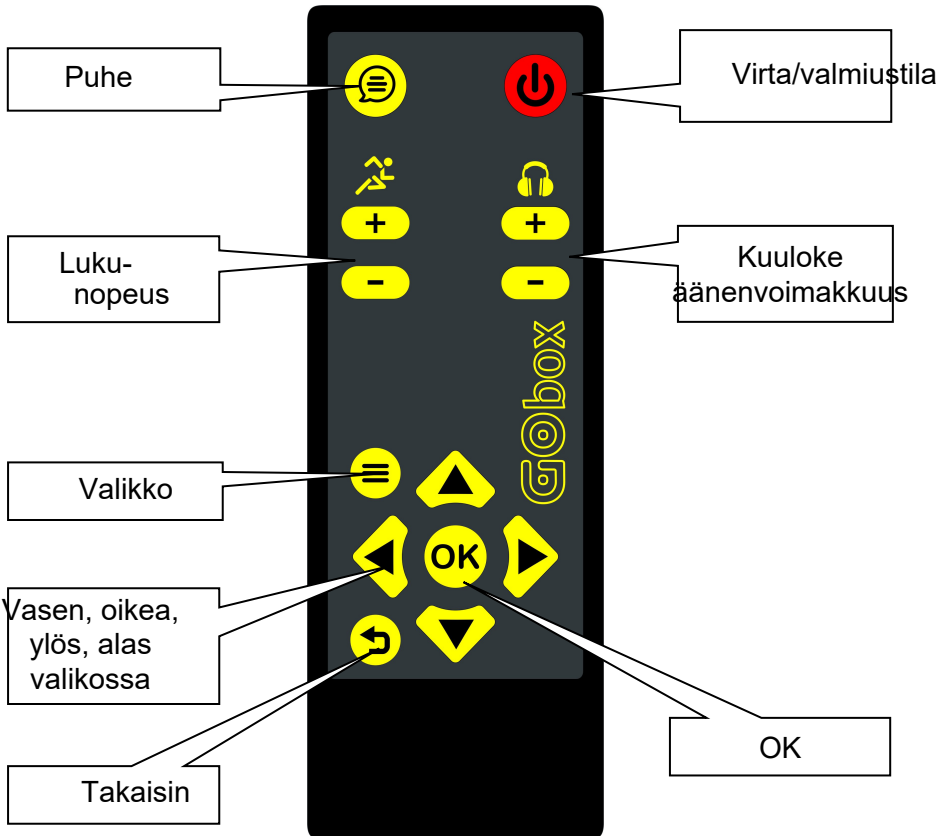 Puhe
Virta/valmiustila
+
+
Luku-
nopeus
-
-
Kuuloke
äänenvoimakkuus
GObox
Valikko
OK
Vasen, oikea,
ylös, alas
valikossa
Takaisin
OK